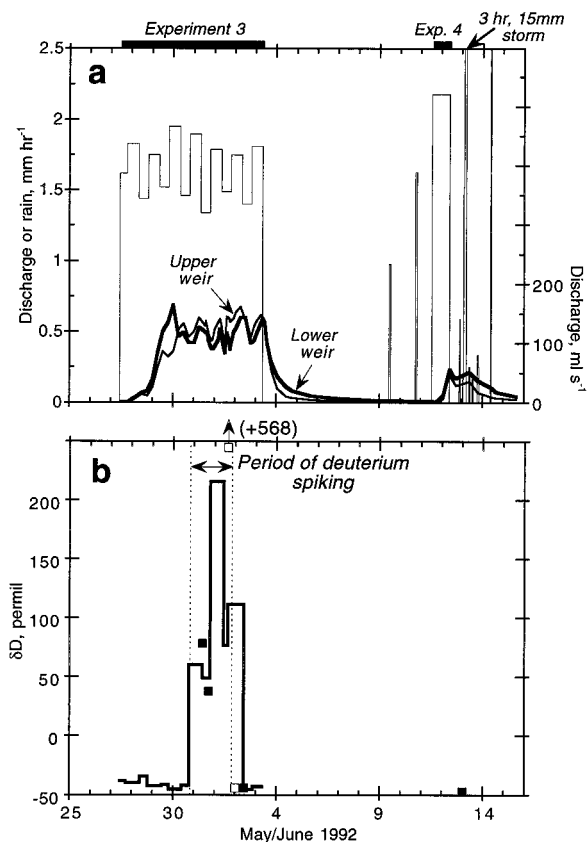 Experiment 3
Exp. 4
3 hr, 15mm
storm
a
2.5
2
1.5
1
0.5
0
Discharge or rain, mm hr⁻¹
Upper
weir
Lower
weir
200
100
0
Discharge, ml s⁻¹
(+568)
b
Period of deuterium
spiking
200
150
100
50
0
-50
δD, permil
25
30
4
9
14
May/June 1992